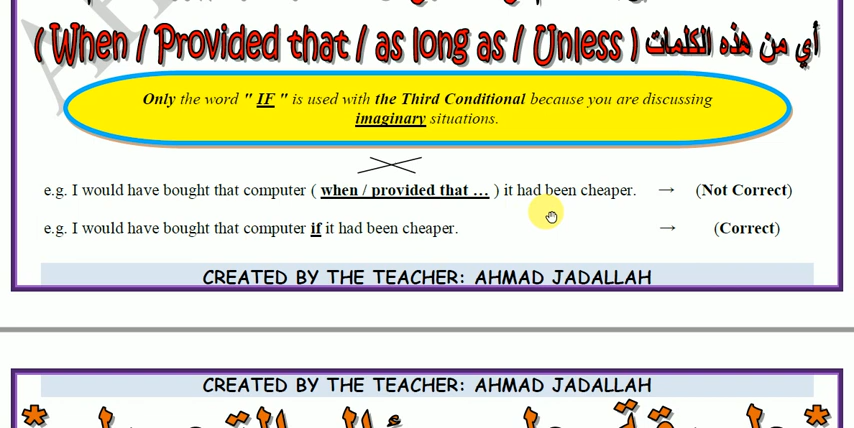 ( When / Provided that / as long as / Unless ) أي من هذه الكلمات
Only the word " IF " is used with the Third Conditional because you are discussing
imaginary situations.
e.g. I would have bought that computer ( when / provided that … ) it had been cheaper. → (Not Correct)
e.g. I would have bought that computer if it had been cheaper. → (Correct)
CREATED BY THE TEACHER: AHMAD JADALLAH
CREATED BY THE TEACHER: AHMAD JADALLAH